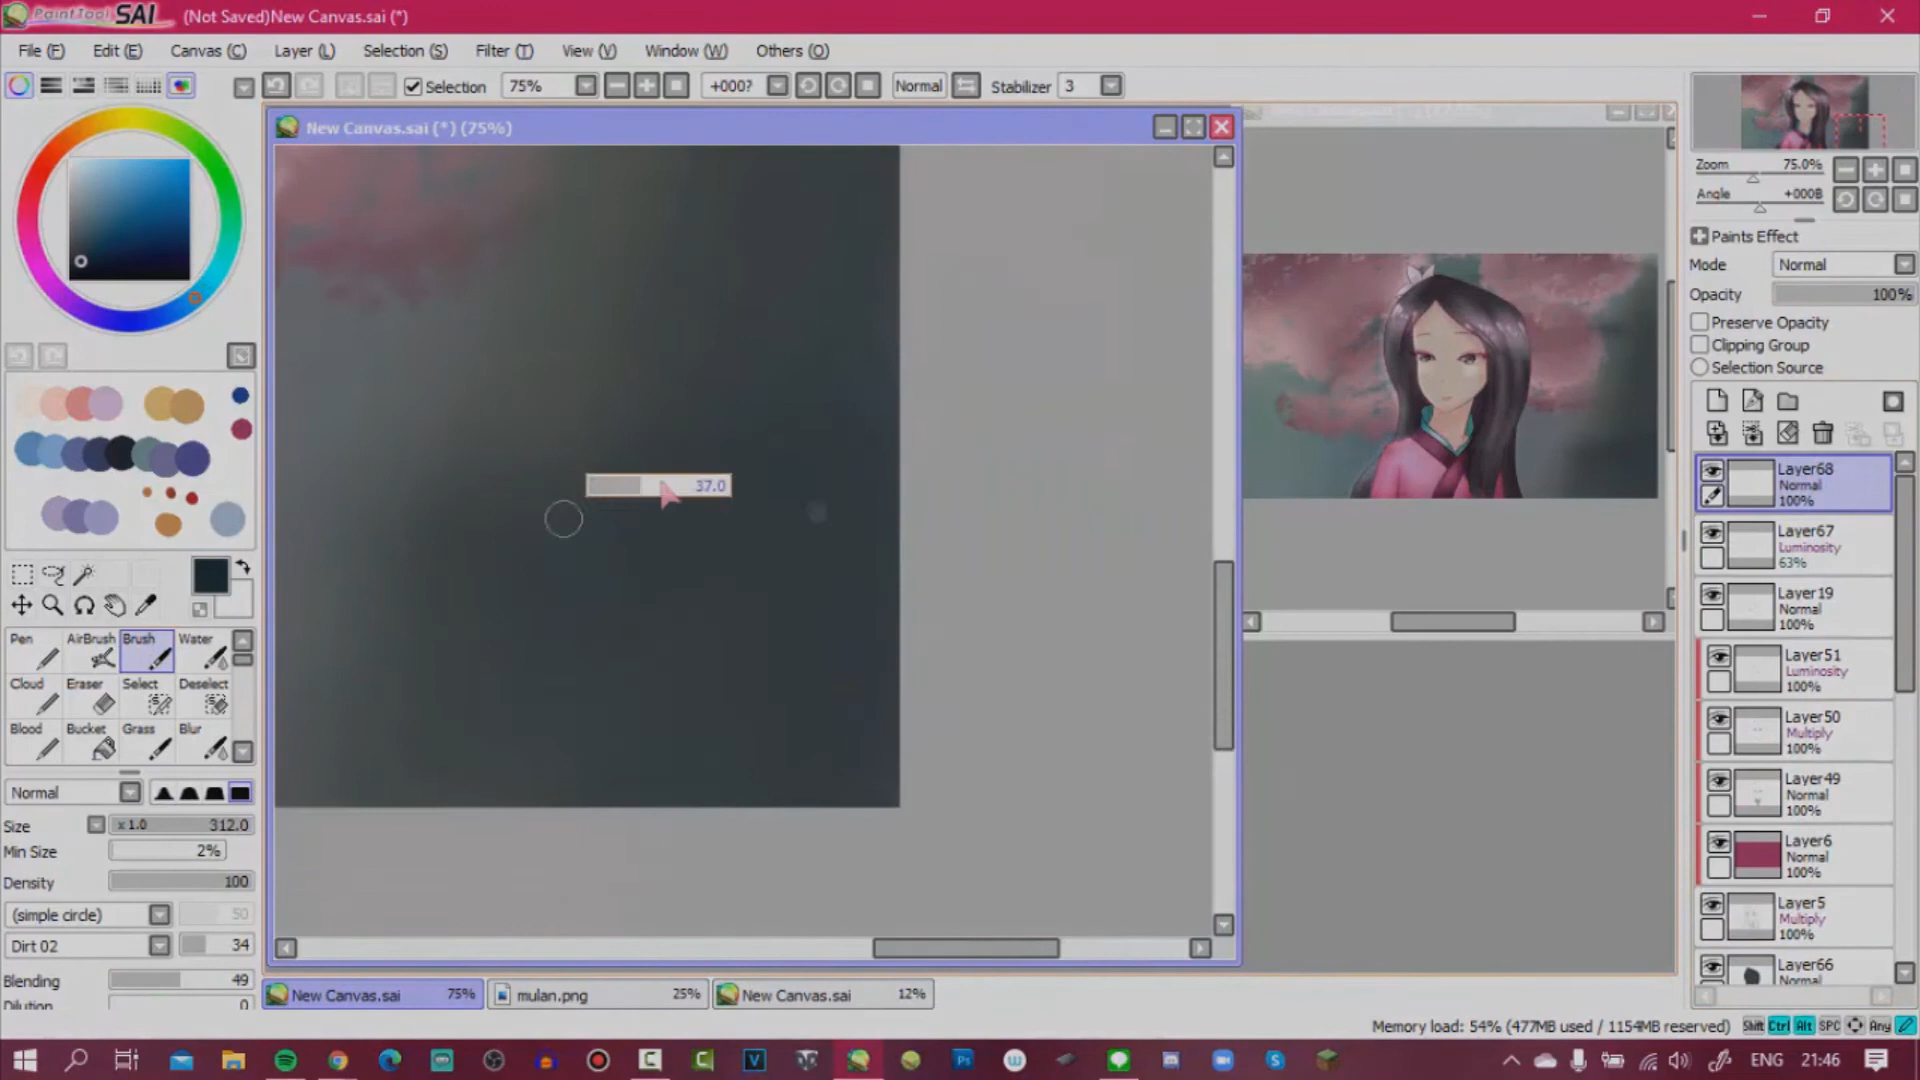 PaintTool SAI (Not Saved)New Canvas.sai (*)
File (F) Edit (E) Canvas (C) Layer (L) Selection (S) Filter (T) View (V) Window (W) Others (O)
Selection 75% +000? Normal Stabilizer 3
New Canvas.sai (*) (75%)
Zoom 75.0%
Angle +000B
Paints Effect
Mode Normal
Opacity 100%
Preserve Opacity
Clipping Group
Selection Source
37.0
Layer68
Normal
100%
Layer67
Luminosity
63%
Layer19
Normal
100%
Layer51
Luminosity
100%
Layer50
Multiply
100%
Layer49
Normal
100%
Layer6
Normal
100%
Layer5
Multiply
100%
Layer66
Normal
Pen AirBrush Brush Water
Cloud Eraser Select Deselect
Blood Bucket Grass Blur
Normal
Size x 1.0 312.0
Min Size 2%
Density 100
(simple circle) 50
Dirt 02 34
Blending 49
Dilution 0
New Canvas.sai 75% mulan.png 25% New Canvas.sai 12%
Memory load: 54% (477MB used / 1154MB reserved) Shift Ctrl Alt SPC Any
ENG 21:46